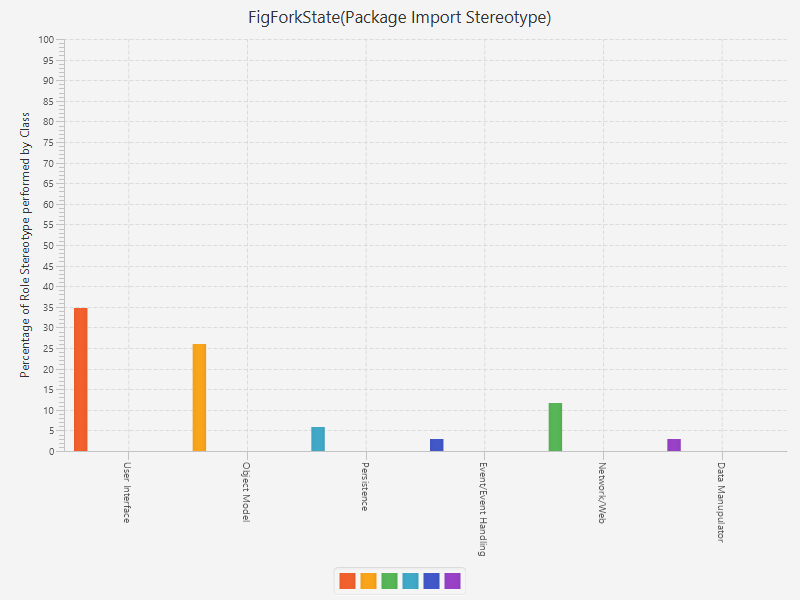 FigForkState(Package Import Stereotype)
Percentage of Role Stereotype performed by Class
100
95
90
85
80
75
70
65
60
55
50
45
40
35
30
25
20
15
10
5
0
User Interface
Object Model
Persistence
Event/Event Handling
Network/Web
Data Manupulator